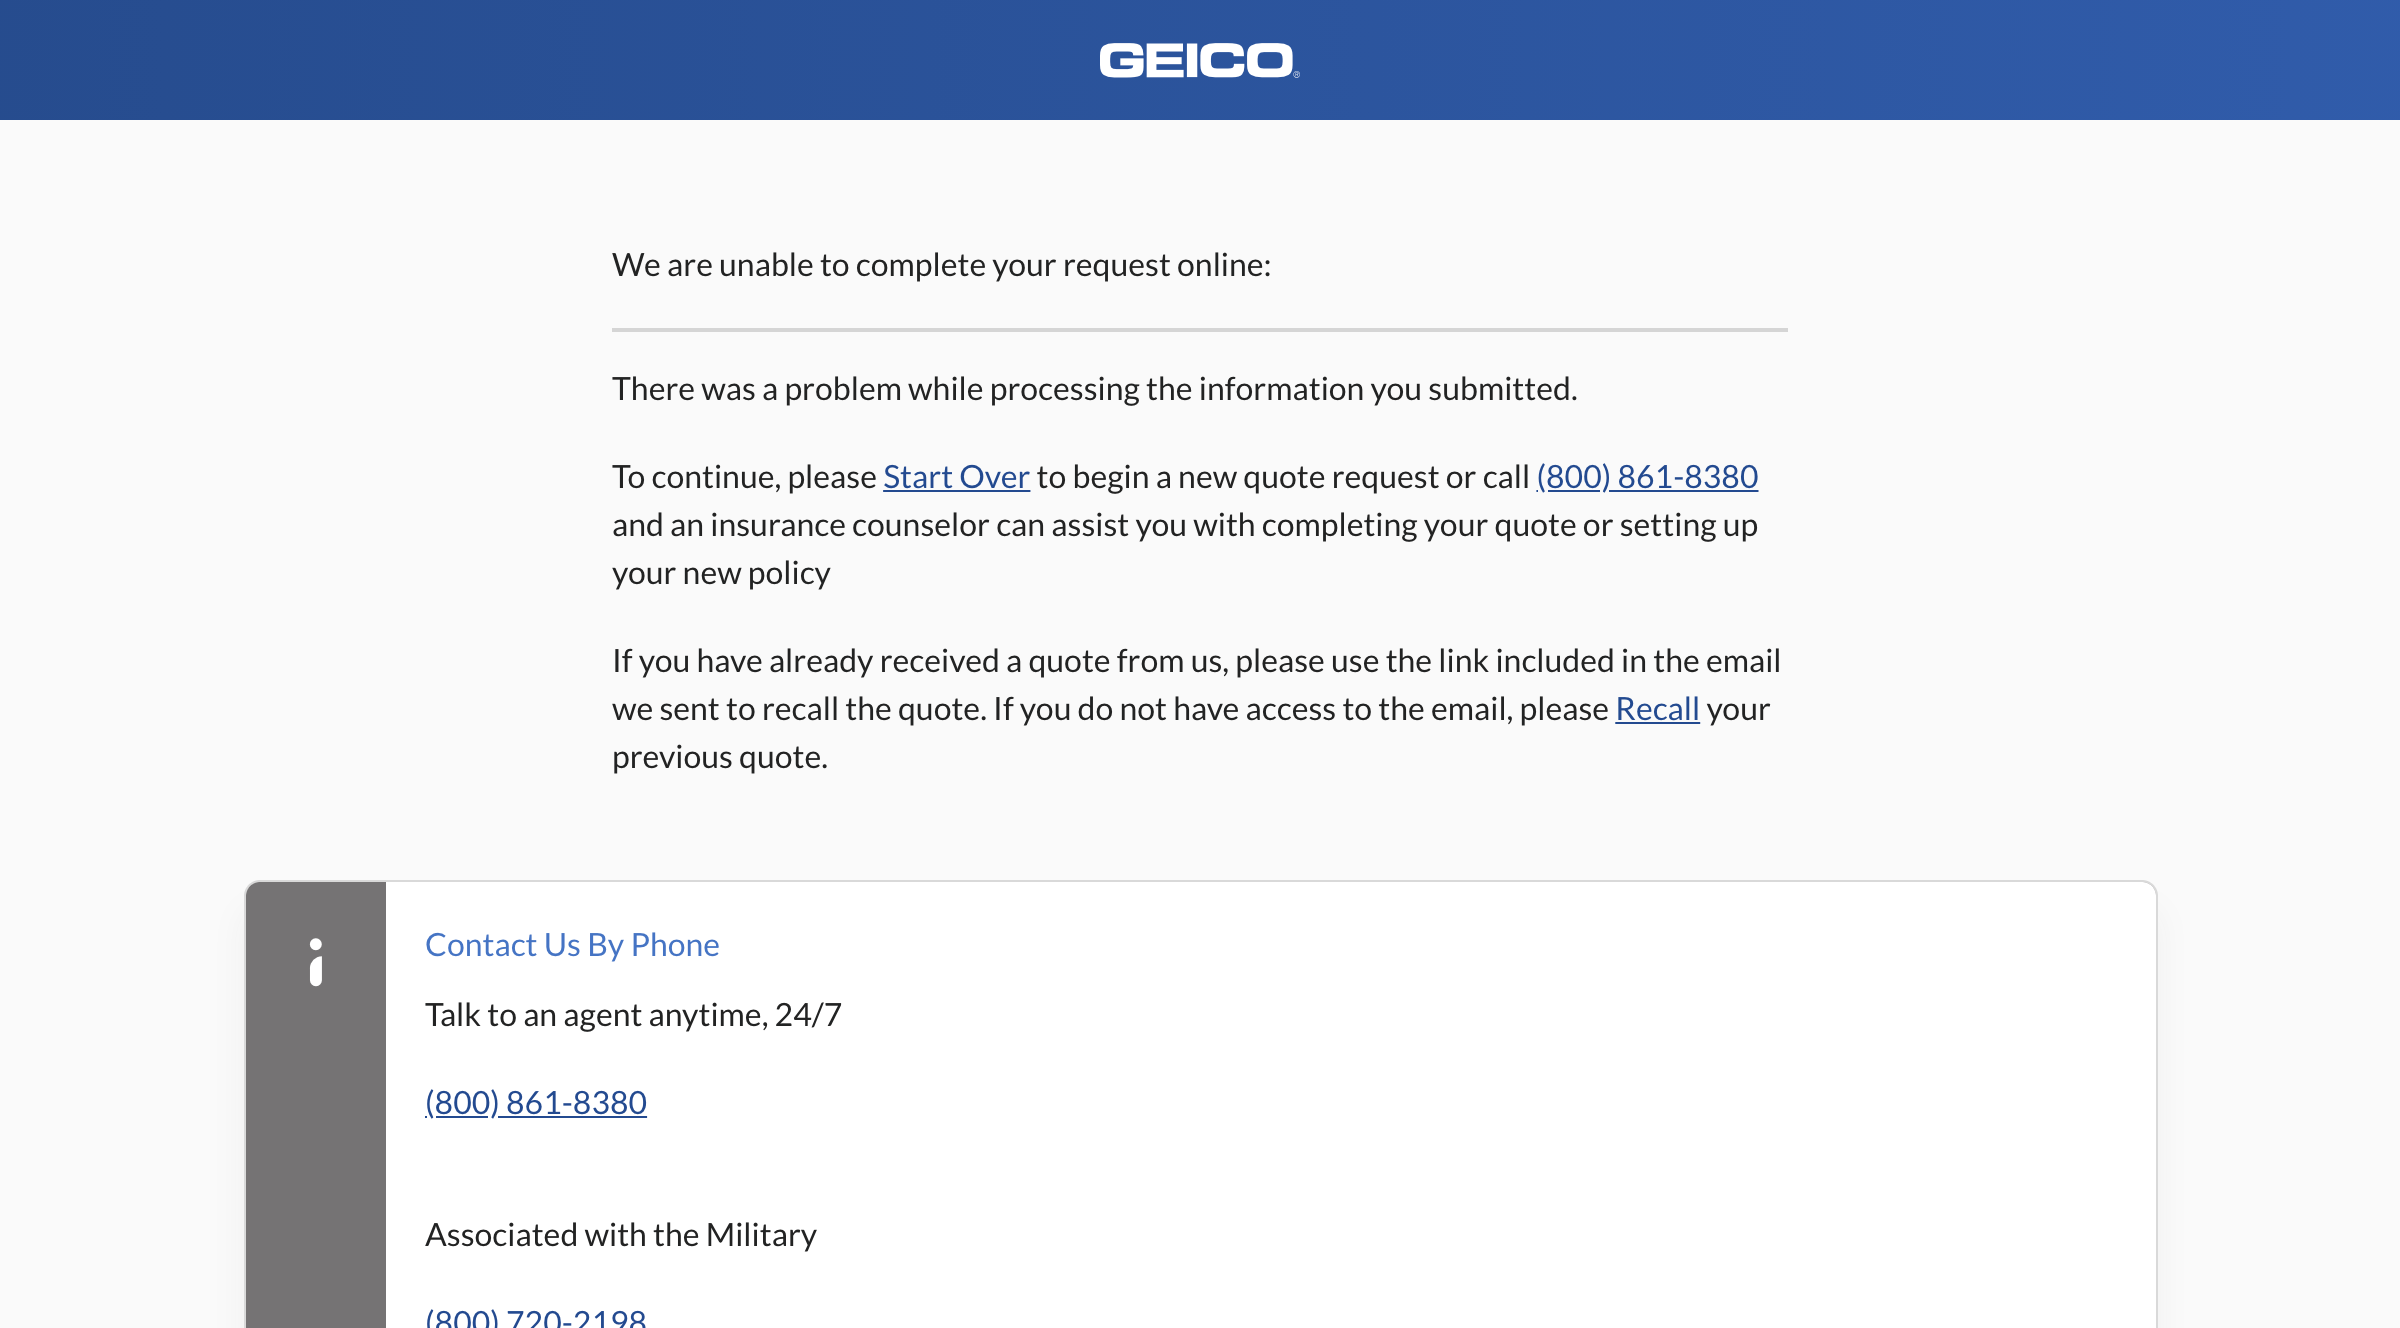 GEICO®
We are unable to complete your request online:
There was a problem while processing the information you submitted.
To continue, please Start Over to begin a new quote request or call (800) 861-8380
and an insurance counselor can assist you with completing your quote or setting up
your new policy
If you have already received a quote from us, please use the link included in the email
we sent to recall the quote. If you do not have access to the email, please Recall your
previous quote.
Contact Us By Phone
Talk to an agent anytime, 24/7
(800) 861-8380
Associated with the Military
(800) 720-2198